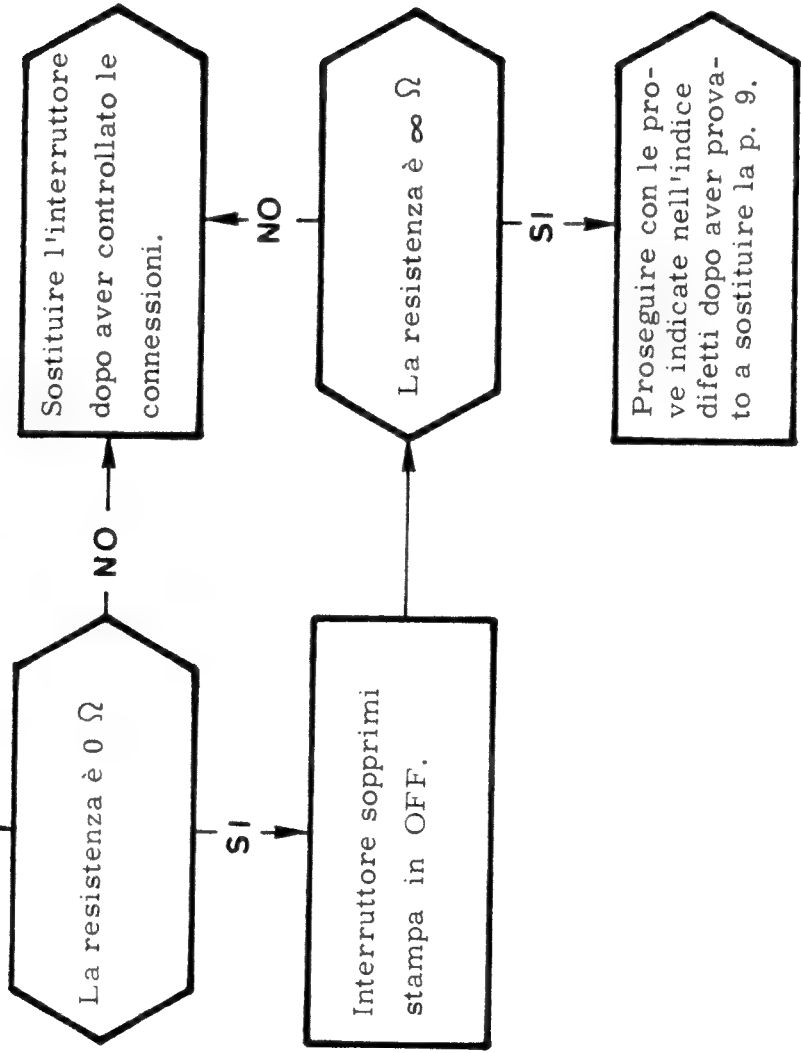 La resistenza è 0 Ω
NO
Sostituire l'interruttore
dopo aver controllato le
connessioni.
SI
Interruttore sopprimi
stampa in OFF.
La resistenza è ∞ Ω
NO
SI
Proseguire con le pro-
ve indicate nell'indice
difetti dopo aver prova-
to a sostituire la p. 9.